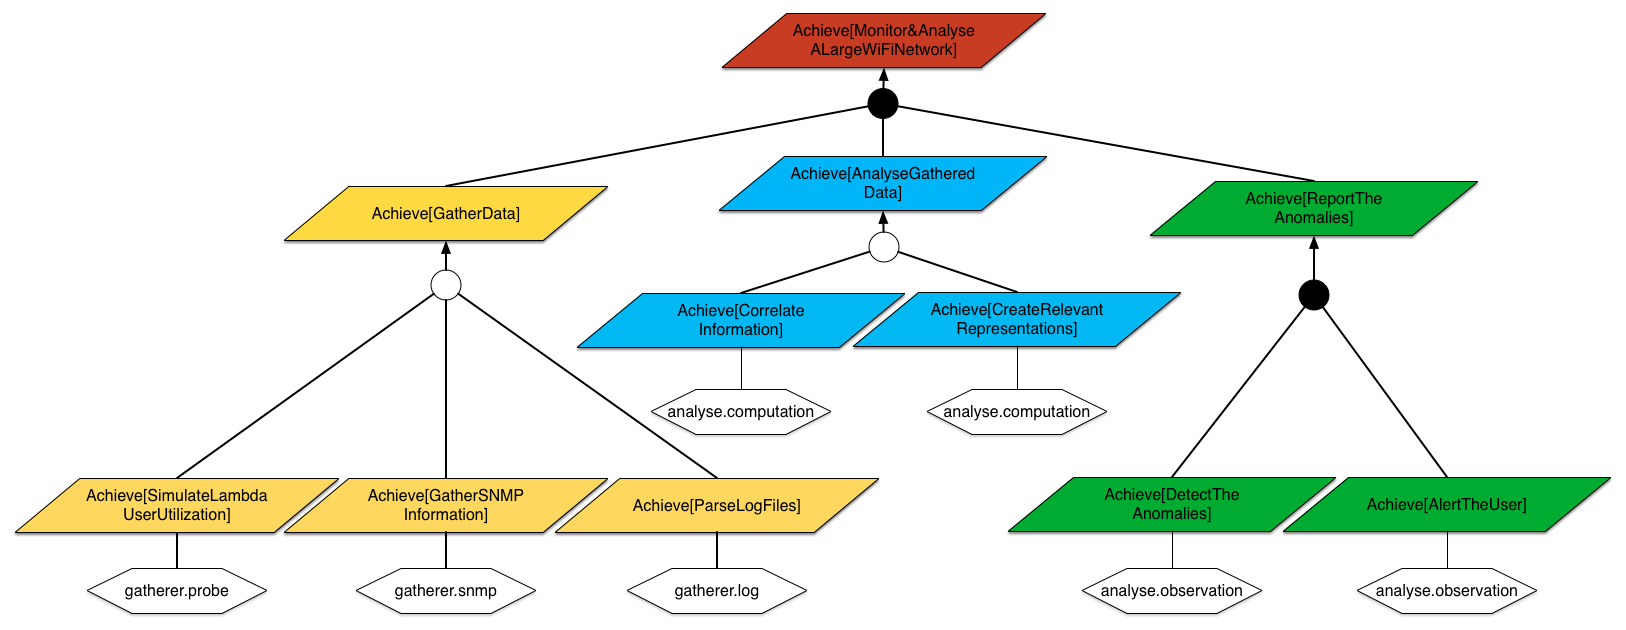 Achieve[Monitor&Analyse
ALargeWiFiNetwork]
Achieve[GatherData]
Achieve[AnalyseGathered
Data]
Achieve[ReportThe
Anomalies]
Achieve[Correlate
Information]
Achieve[CreateRelevant
Representations]
analyse.computation
analyse.computation
Achieve[SimulateLambda
UserUtilization]
Achieve[GatherSNMP
Information]
Achieve[ParseLogFiles]
Achieve[DetectThe
Anomalies]
Achieve[AlertTheUser]
gatherer.probe
gatherer.snmp
gatherer.log
analyse.observation
analyse.observation